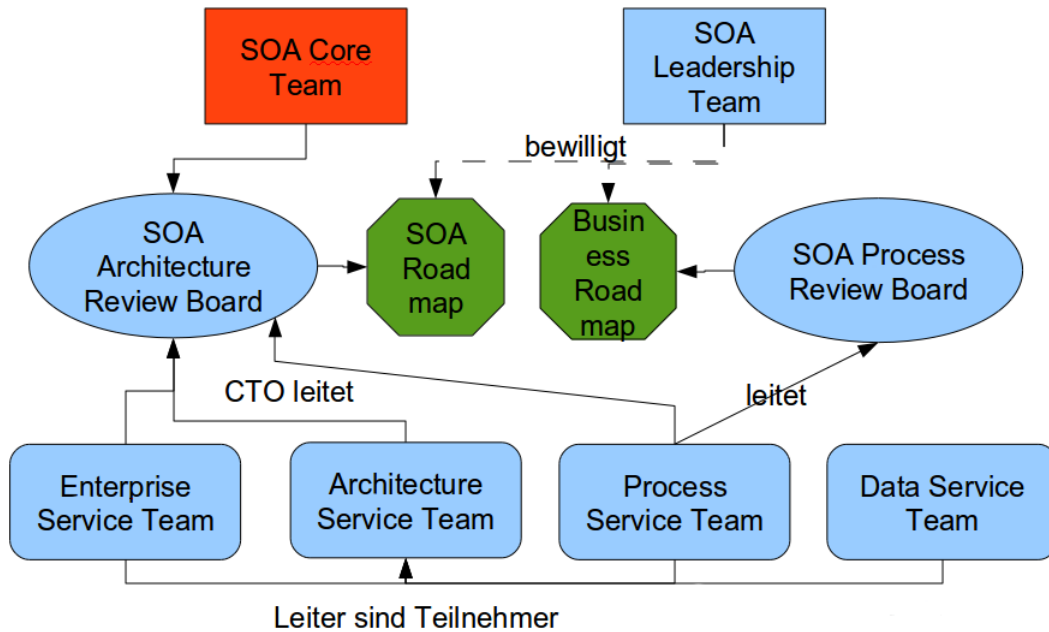 SOA Core
Team
SOA
Leadership
Team
bewilligt
SOA
Architecture
Review Board
SOA
Road
map
Busin
ess
Road
map
SOA Process
Review Board
CTO leitet
leitet
Enterprise
Service Team
Architecture
Service Team
Process
Service Team
Data Service
Team
Leiter sind Teilnehmer